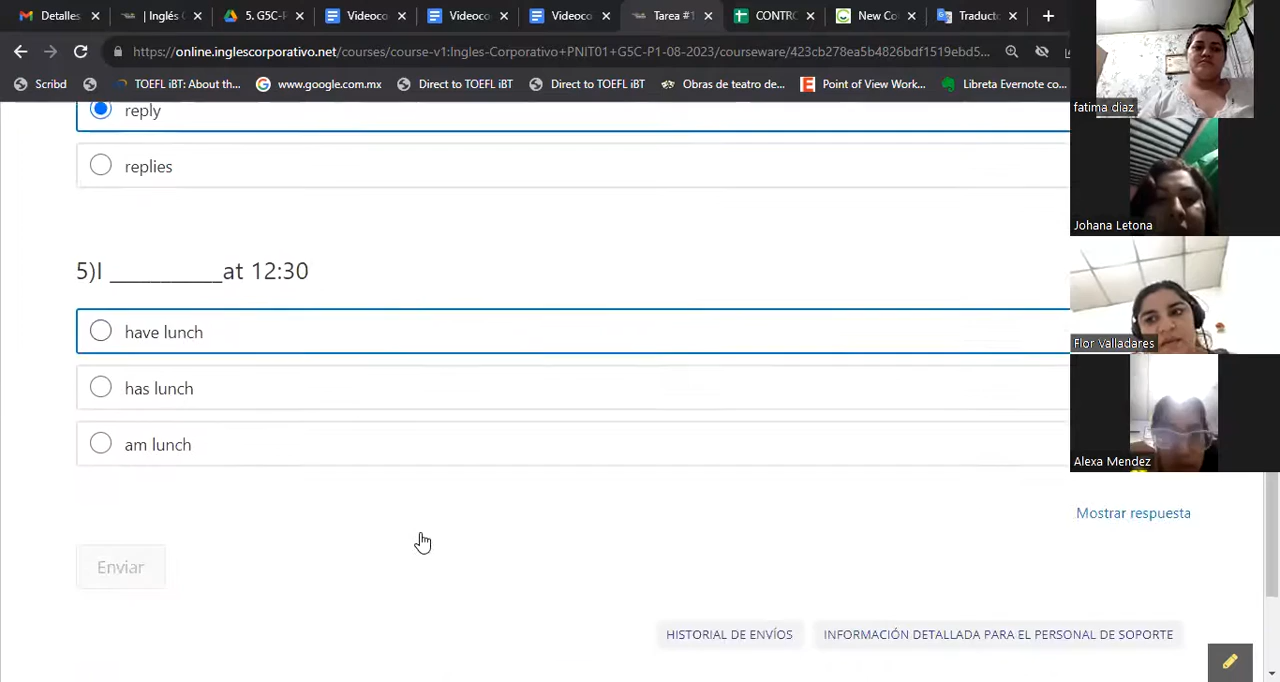 Detalles
| Inglés (
5. G5C-P
Videoco
Videoc
Videoco
Tarea #1
CONTRO
New Co
Traducto
https://online.inglescorporativo.net/courses/course-v1:Ingles-Corporativo+PNIT01+G5C-P1-08-2023/courseware/423cb278ea5b4826bdf1519ebd5...
Scribd
TOEFL iBT: About th...
www.google.com.mx
Direct to TOEFL iBT
Direct to TOEFL iBT
Obras de teatro de...
Point of View Work...
Libreta Evernote co...
reply
replies
5)I ___________at 12:30
have lunch
has lunch
am lunch
Mostrar respuesta
Enviar
HISTORIAL DE ENVÍOS
INFORMACIÓN DETALLADA PARA EL PERSONAL DE SOPORTE
fatima diaz
Johana Letona
Flor Valladares
Alexa Mendez